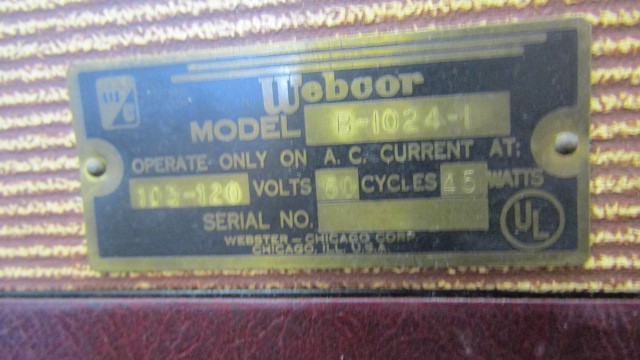 Webcor
MODEL B-1024-1
OPERATE ONLY ON A.C. CURRENT AT:
105-120 VOLTS 60 CYCLES 45 WATTS
SERIAL NO.
UL
WEBSTER - CHICAGO CORP.
CHICAGO, ILL. U.S.A.